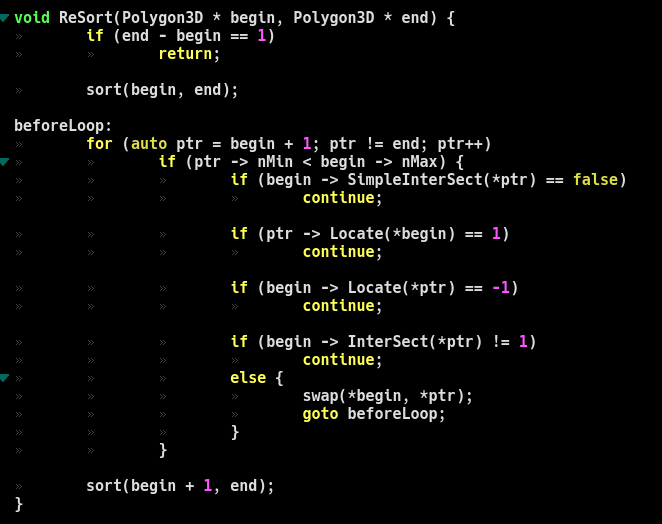 void ReSort(Polygon3D * begin, Polygon3D * end) {
if (end - begin == 1)
return;
sort(begin, end);
beforeLoop:
for (auto ptr = begin + 1; ptr != end; ptr++)
if (ptr -> nMin < begin -> nMax) {
if (begin -> SimpleInterSect(*ptr) == false)
continue;
if (ptr -> Locate(*begin) == 1)
continue;
if (begin -> Locate(*ptr) == -1)
continue;
if (begin -> InterSect(*ptr) != 1)
continue;
else {
swap(*begin, *ptr);
goto beforeLoop;
}
}
sort(begin + 1, end);
}